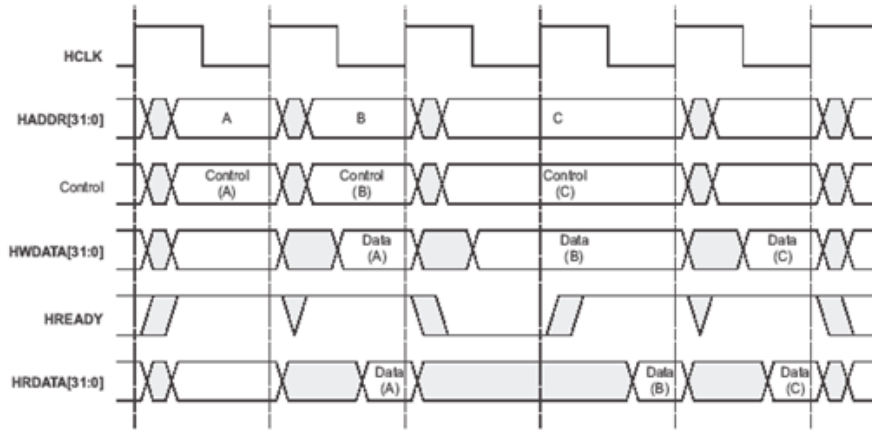 HCLK
HADDR[31:0]
A
B
C
Control
Control
(A)
Control
(B)
Control
(C)
HWDATA[31:0]
Data
(A)
Data
(B)
Data
(C)
HREADY
HRDATA[31:0]
Data
(A)
Data
(B)
Data
(C)